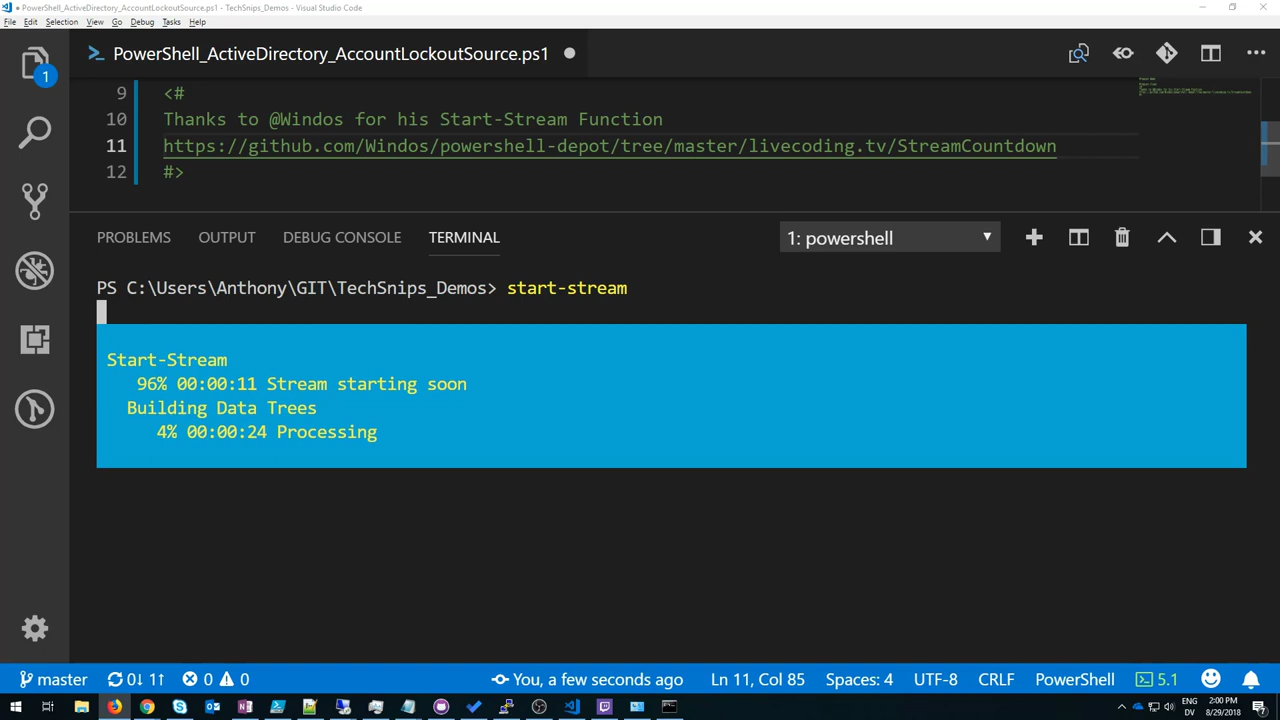 ● PowerShell_ActiveDirectory_AccountLockoutSource.ps1 - TechSnips_Demos - Visual Studio Code
File Edit Selection View Go Debug Tasks Help
PowerShell_ActiveDirectory_AccountLockoutSource.ps1
1
9 <#
10 Thanks to @Windos for his Start-Stream Function
11 https://github.com/Windos/powershell-depot/tree/master/livecoding.tv/StreamCountdown
12 #>
PROBLEMS OUTPUT DEBUG CONSOLE TERMINAL 1: powershell
PS C:\Users\Anthony\GIT\TechSnips_Demos> start-stream
Start-Stream
96% 00:00:11 Stream starting soon
Building Data Trees
4% 00:00:24 Processing
master 0↓ 1↑ 0 0 You, a few seconds ago Ln 11, Col 85 Spaces: 4 UTF-8 CRLF PowerShell 5.1
ENG 2:00 PM
DV 8/29/2018